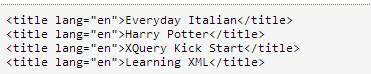 <title lang="en">Everyday Italian</title>
<title lang="en">Harry Potter</title>
<title lang="en">XQuery Kick Start</title>
<title lang="en">Learning XML</title>